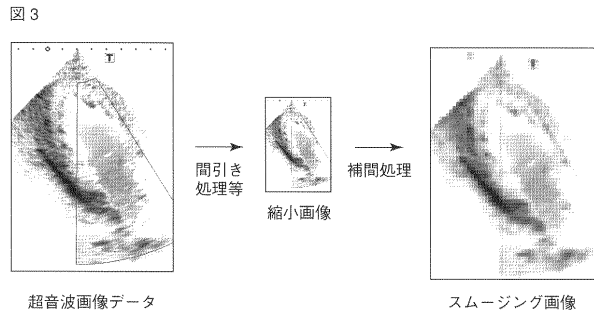 図3
T
間引き
処理等
補間処理
縮小画像
超音波画像データ
スムージング画像